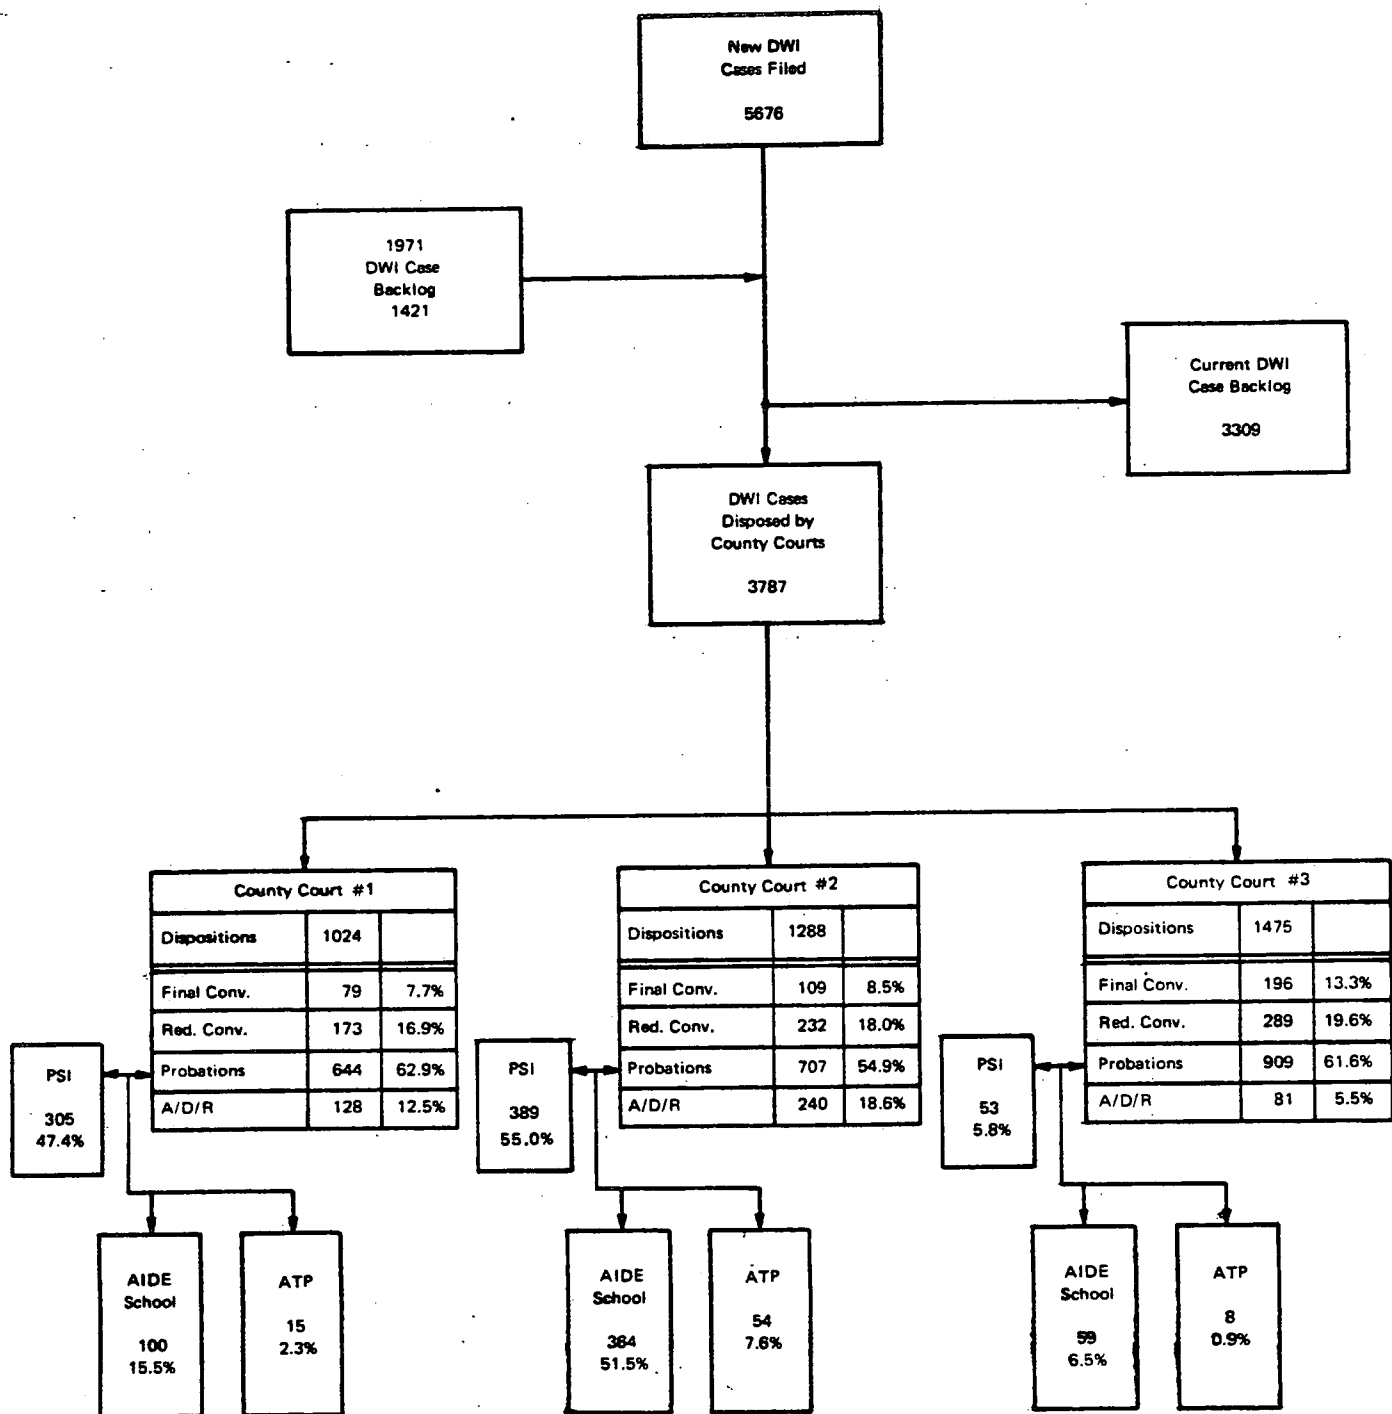 New DWI
Cases Filed
5676
1971
DWI Case
Backlog
1421
Current DWI
Case Backlog
3309
DWI Cases
Disposed by
County Courts
3787
County Court #1
Dispositions 1024
Final Conv. 79 7.7%
Red. Conv. 173 16.9%
Probations 644 62.9%
A/D/R 128 12.5%
PSI
305
47.4%
AIDE
School
100
15.5%
ATP
15
2.3%
County Court #2
Dispositions 1288
Final Conv. 109 8.5%
Red. Conv. 232 18.0%
Probations 707 54.9%
A/D/R 240 18.6%
PSI
389
55.0%
AIDE
School
364
51.5%
ATP
54
7.6%
County Court #3
Dispositions 1475
Final Conv. 196 13.3%
Red. Conv. 289 19.6%
Probations 909 61.6%
A/D/R 81 5.5%
PSI
53
5.8%
AIDE
School
59
6.5%
ATP
8
0.9%